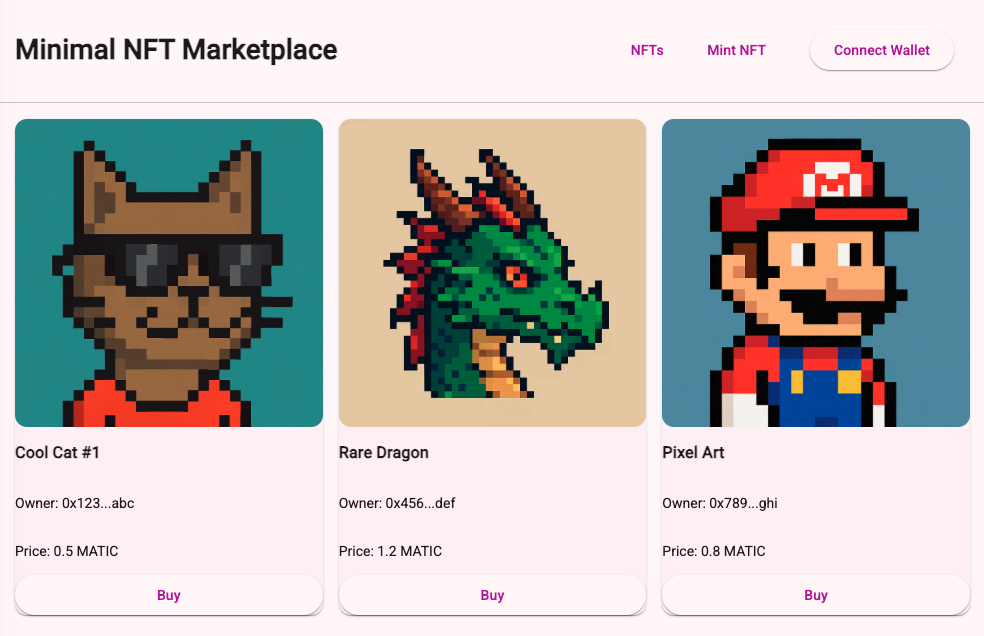 Minimal NFT Marketplace
NFTs Mint NFT Connect Wallet
M
Cool Cat #1 Rare Dragon Pixel Art
Owner: 0x123...abc Owner: 0x456...def Owner: 0x789...ghi
Price: 0.5 MATIC Price: 1.2 MATIC Price: 0.8 MATIC
Buy Buy Buy